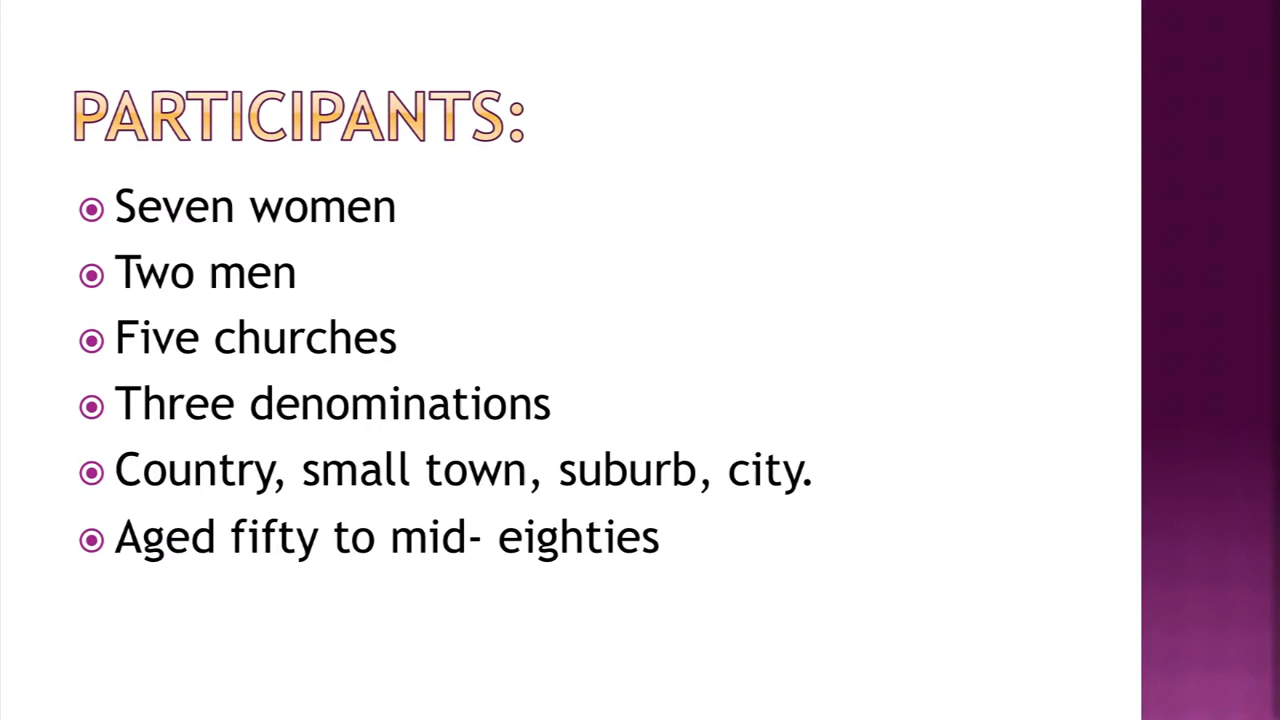 PARTICIPANTS:
Seven women
Two men
Five churches
Three denominations
Country, small town, suburb, city.
Aged fifty to mid- eighties